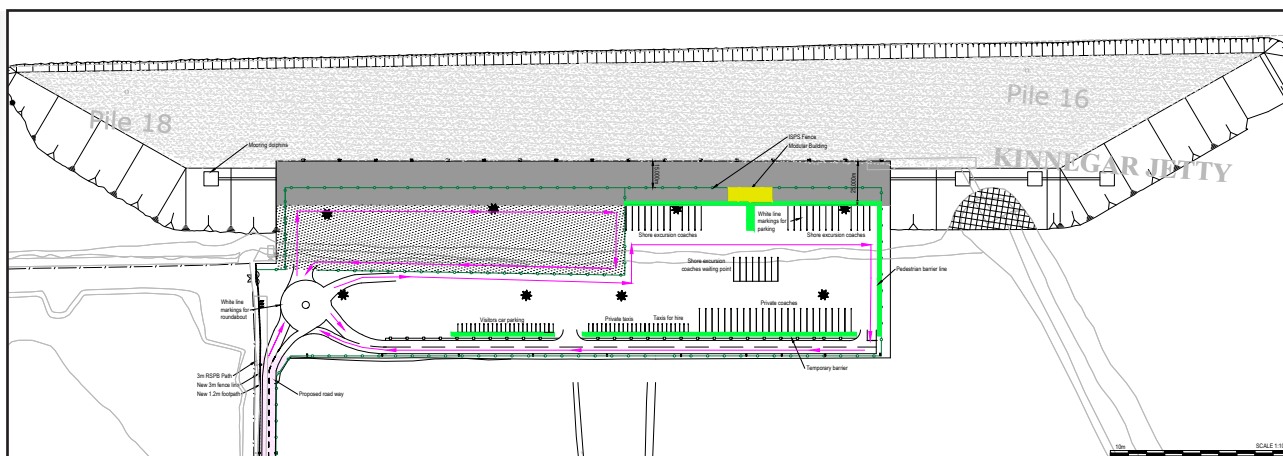 Pile 18
Pile 16
KINNEGAR JETTY
Mooring dolphins
ISPS Fence
Modular Building
25.000m
White line
markings for
parking
Shore excursion coaches
Shore excursion coaches
Shore excursion
coaches waiting point
Pedestrian barrier line
White line
markings for
roundabout
Visitors car parking
Private taxis
Taxis for hire
Private coaches
Temporary barrier
3m RSPB Path
New 3m fence line
New 1.2m footpath
Proposed road way
10m